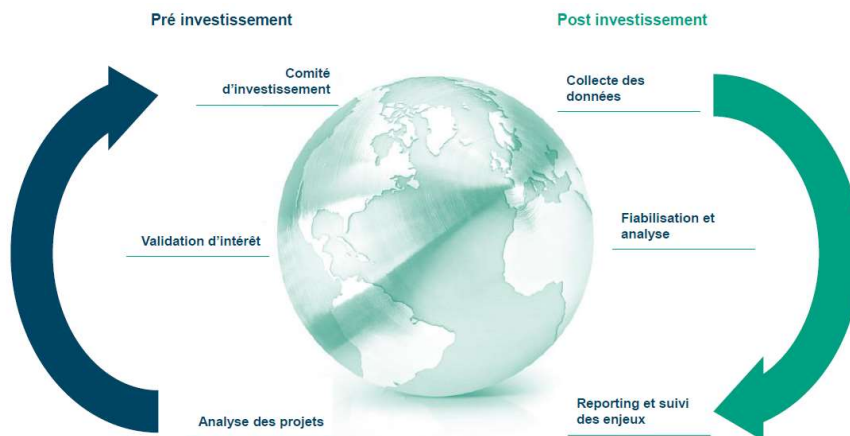 Pré investissement
Post investissement
Comité
d'investissement
Collecte des
données
Validation d'intérêt
Fiabilisation et
analyse
Analyse des projets
Reporting et suivi
des enjeux